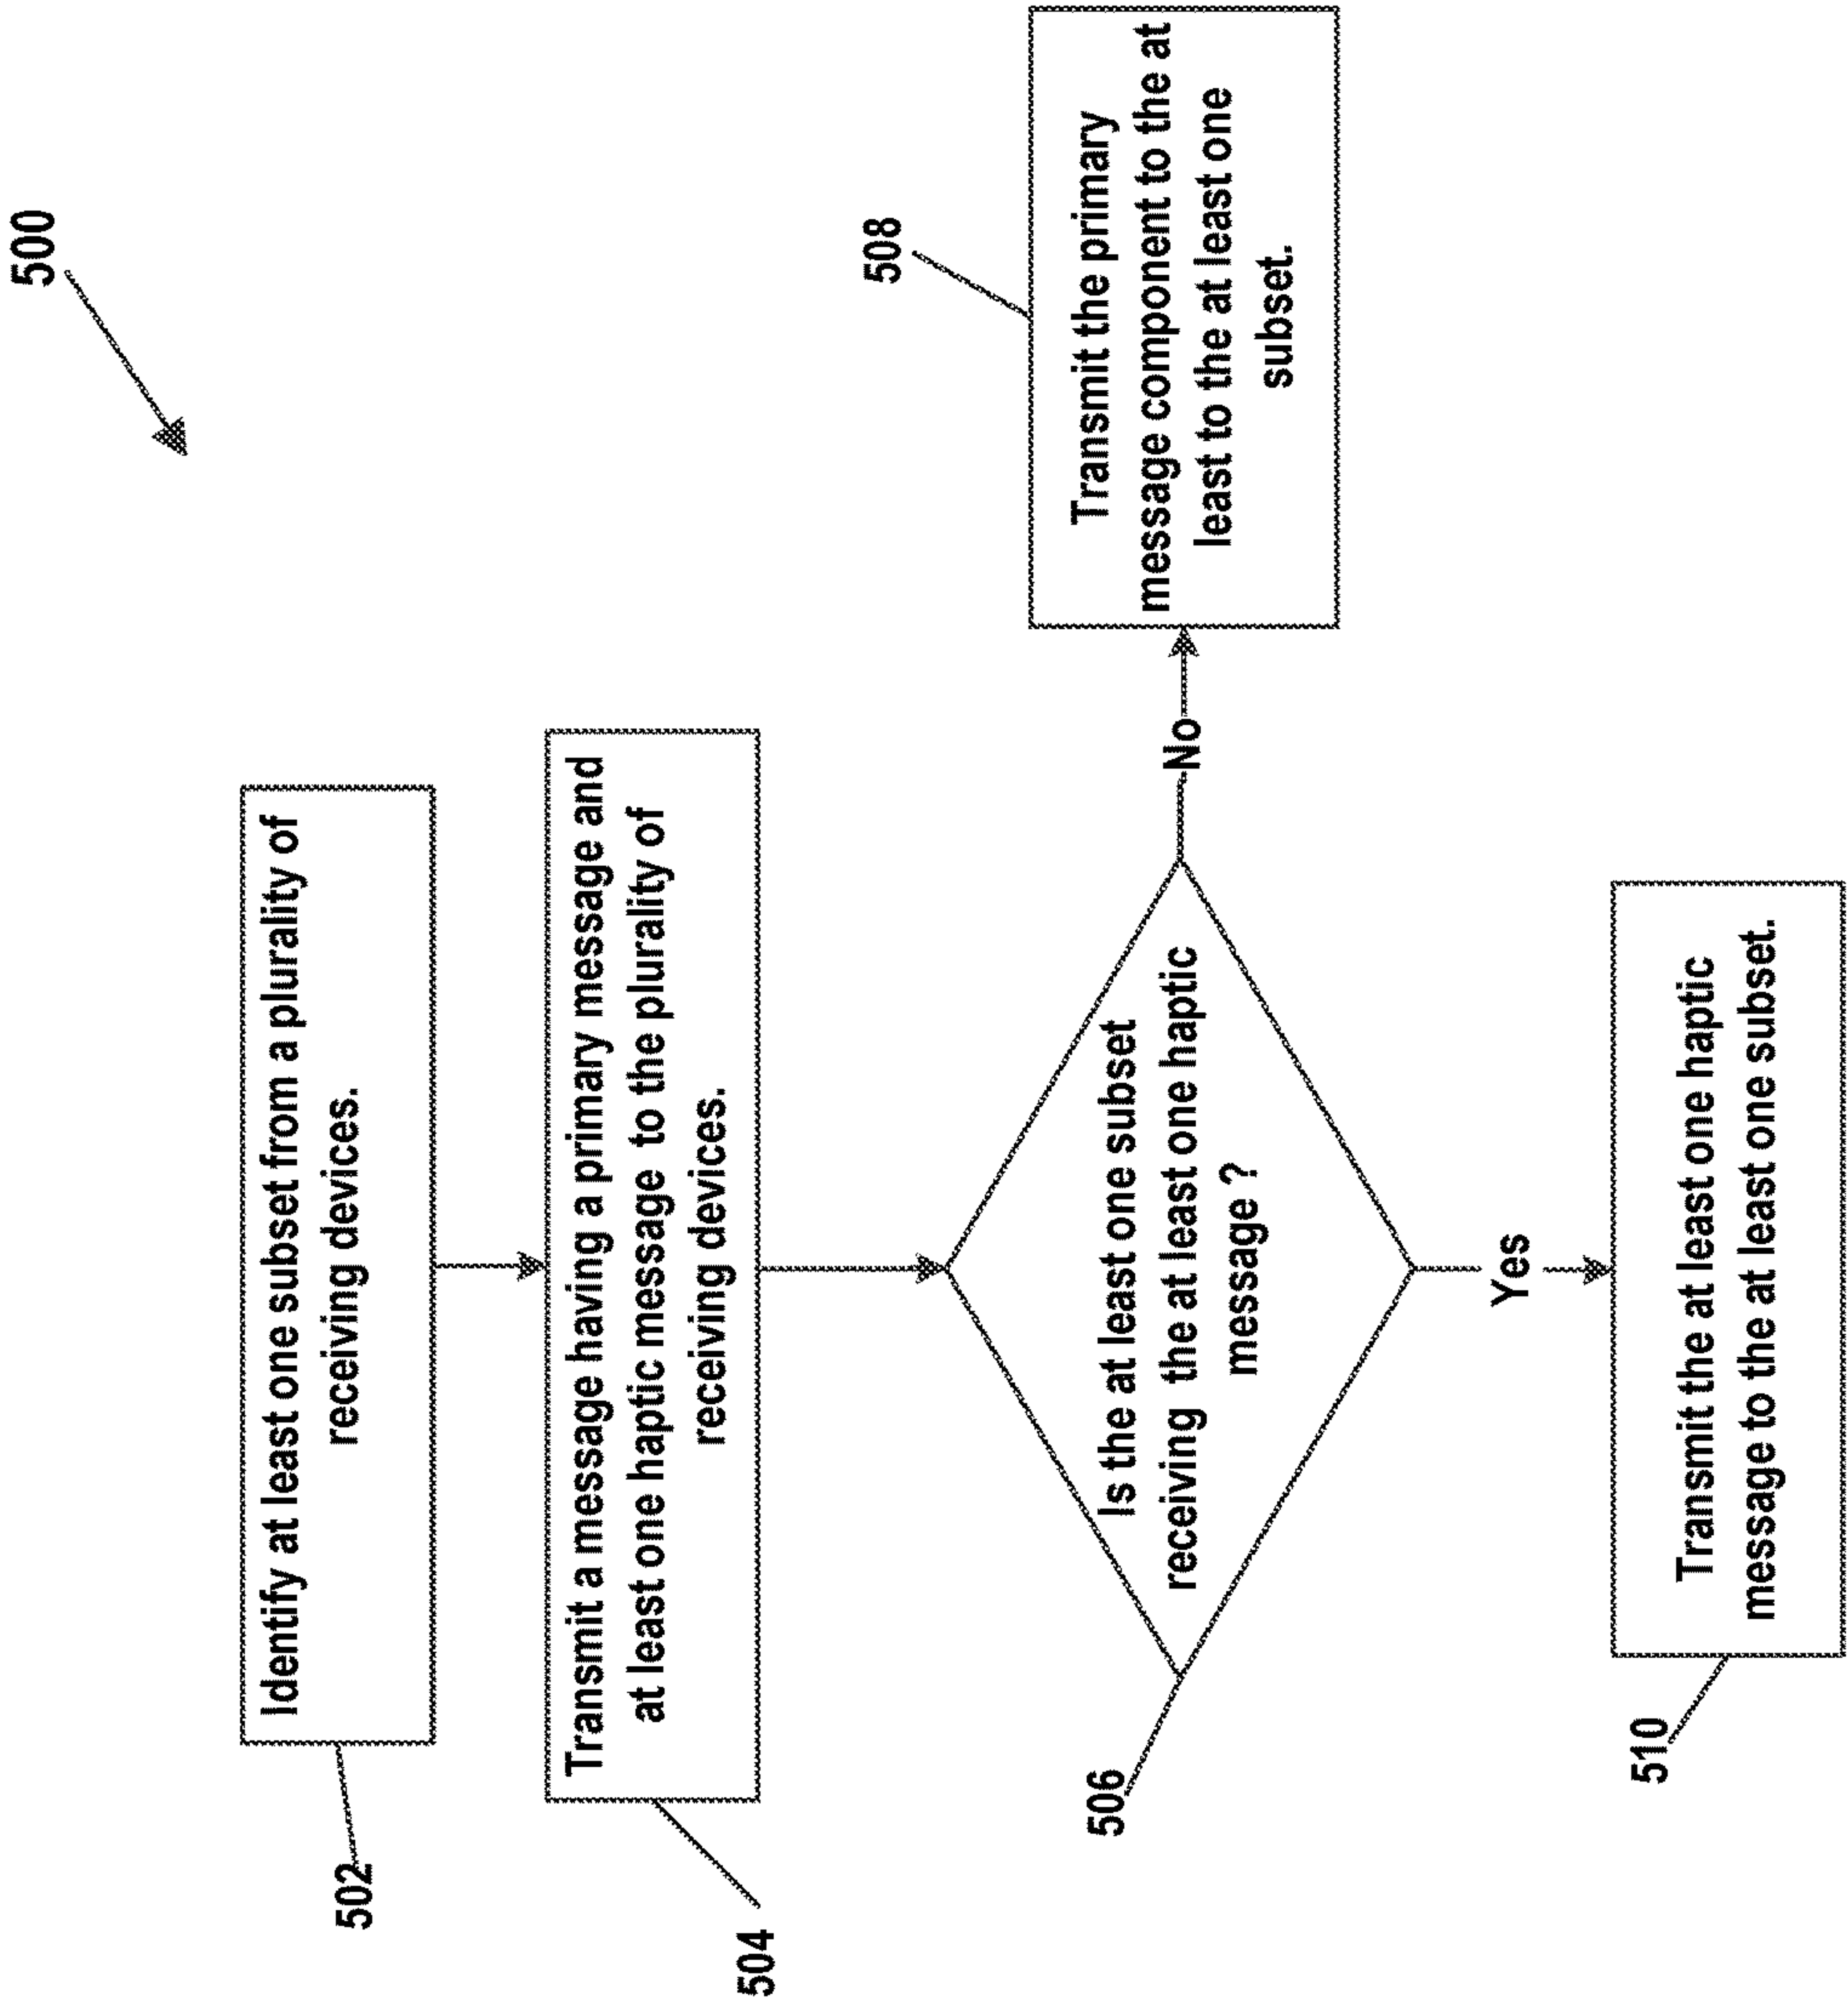 500
502
Identify at least one subset from a plurality of
receiving devices.
504
Transmit a message having a primary message and
at least one haptic message to the plurality of
receiving devices.
506
Is the at least one subset
receiving the at least one haptic
message ?
No
508
Transmit the primary
message component to the at
least to the at least one
subset.
Yes
510
Transmit the at least one haptic
message to the at least one subset.